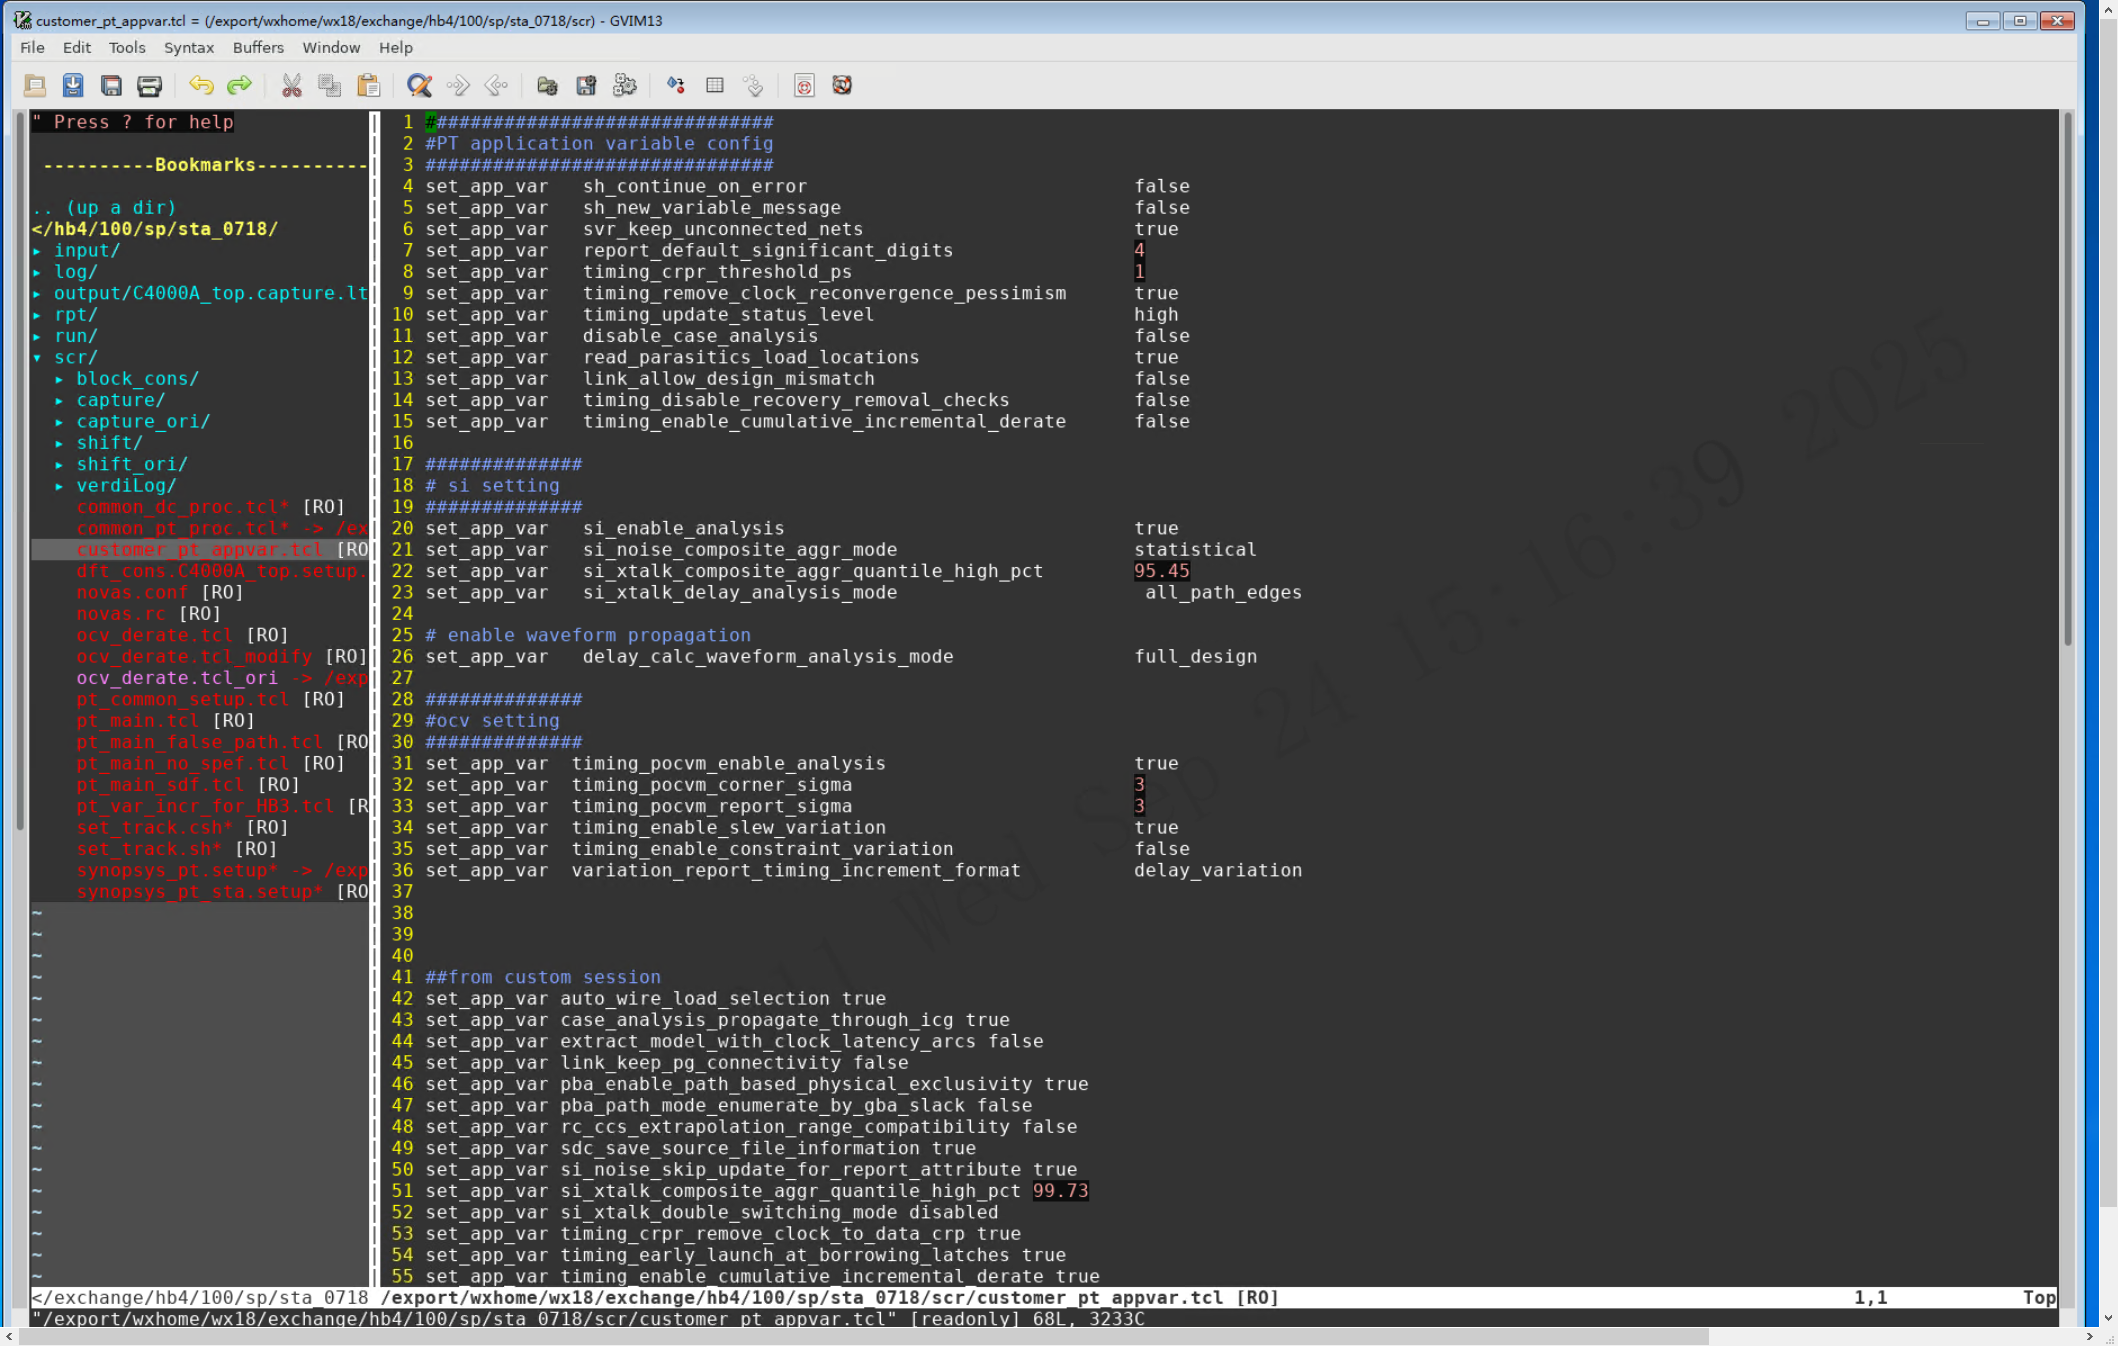 customer_pt_appvar.tcl = (/export/wxhome/wx18/exchange/hb4/100/sp/sta_0718/scr) - GVIM13
File Edit Tools Syntax Buffers Window Help
" Press ? for help
----------Bookmarks----------
.. (up a dir)
</hb4/100/sp/sta_0718/
▸ input/
▸ log/
▸ output/C4000A_top.capture.lt
▸ rpt/
▸ run/
▾ scr/
▸ block_cons/
▸ capture/
▸ capture_ori/
▸ shift/
▸ shift_ori/
▸ verdiLog/
common_dc_proc.tcl* [RO]
common_pt_proc.tcl* -> /ex
customer_pt_appvar.tcl [RO
dft_cons.C4000A_top.setup.
novas.conf [RO]
novas.rc [RO]
ocv_derate.tcl [RO]
ocv_derate.tcl_modify [RO]
ocv_derate.tcl_ori -> /exp
pt_common_setup.tcl [RO]
pt_main.tcl [RO]
pt_main_false_path.tcl [RO
pt_main_no_spef.tcl [RO]
pt_main_sdf.tcl [RO]
pt_var_incr_for_HB3.tcl [R
set_track.csh* [RO]
set_track.sh* [RO]
synopsys_pt.setup* -> /exp
synopsys_pt_sta.setup* [RO
1 ###############################
2 #PT application variable config
3 ###############################
4 set_app_var sh_continue_on_error false
5 set_app_var sh_new_variable_message false
6 set_app_var svr_keep_unconnected_nets true
7 set_app_var report_default_significant_digits 4
8 set_app_var timing_crpr_threshold_ps 1
9 set_app_var timing_remove_clock_reconvergence_pessimism true
10 set_app_var timing_update_status_level high
11 set_app_var disable_case_analysis false
12 set_app_var read_parasitics_load_locations true
13 set_app_var link_allow_design_mismatch false
14 set_app_var timing_disable_recovery_removal_checks false
15 set_app_var timing_enable_cumulative_incremental_derate false
16
17 ##############
18 # si setting
19 ##############
20 set_app_var si_enable_analysis true
21 set_app_var si_noise_composite_aggr_mode statistical
22 set_app_var si_xtalk_composite_aggr_quantile_high_pct 95.45
23 set_app_var si_xtalk_delay_analysis_mode all_path_edges
24
25 # enable waveform propagation
26 set_app_var delay_calc_waveform_analysis_mode full_design
27
28 ##############
29 #ocv setting
30 ##############
31 set_app_var timing_pocvm_enable_analysis true
32 set_app_var timing_pocvm_corner_sigma 3
33 set_app_var timing_pocvm_report_sigma 3
34 set_app_var timing_enable_slew_variation true
35 set_app_var timing_enable_constraint_variation false
36 set_app_var variation_report_timing_increment_format delay_variation
37
38
39
40
41 ##from custom session
42 set_app_var auto_wire_load_selection true
43 set_app_var case_analysis_propagate_through_icg true
44 set_app_var extract_model_with_clock_latency_arcs false
45 set_app_var link_keep_pg_connectivity false
46 set_app_var pba_enable_path_based_physical_exclusivity true
47 set_app_var pba_path_mode_enumerate_by_gba_slack false
48 set_app_var rc_ccs_extrapolation_range_compatibility false
49 set_app_var sdc_save_source_file_information true
50 set_app_var si_noise_skip_update_for_report_attribute true
51 set_app_var si_xtalk_composite_aggr_quantile_high_pct 99.73
52 set_app_var si_xtalk_double_switching_mode disabled
53 set_app_var timing_crpr_remove_clock_to_data_crp true
54 set_app_var timing_early_launch_at_borrowing_latches true
55 set_app_var timing_enable_cumulative_incremental_derate true
Wed Sep 24 15:16:39 2025
</exchange/hb4/100/sp/sta_0718 /export/wxhome/wx18/exchange/hb4/100/sp/sta_0718/scr/customer_pt_appvar.tcl [RO] 1,1 Top
"/export/wxhome/wx18/exchange/hb4/100/sp/sta_0718/scr/customer_pt_appvar.tcl" [readonly] 68L, 3233C